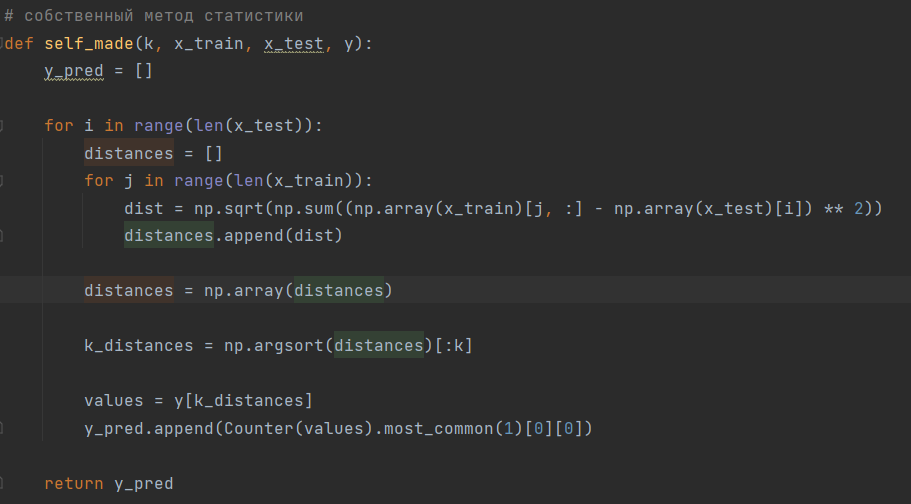 # собственный метод статистики
def self_made(k, x_train, x_test, y):
    y_pred = []
    for i in range(len(x_test)):
        distances = []
        for j in range(len(x_train)):
            dist = np.sqrt(np.sum((np.array(x_train)[j, :] - np.array(x_test)[i]) ** 2))
            distances.append(dist)
        distances = np.array(distances)
        k_distances = np.argsort(distances)[:k]
        values = y[k_distances]
        y_pred.append(Counter(values).most_common(1)[0][0])
    return y_pred